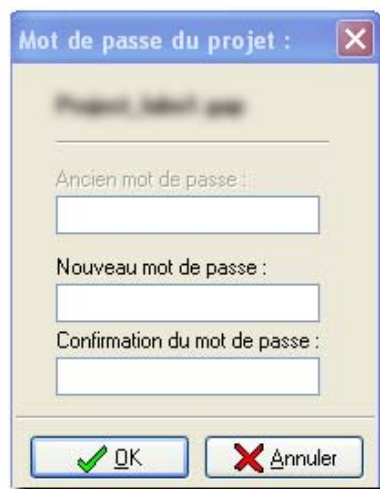 Mot de passe du projet :
Ancien mot de passe :
Nouveau mot de passe :
Confirmation du mot de passe :
OK
Annuler